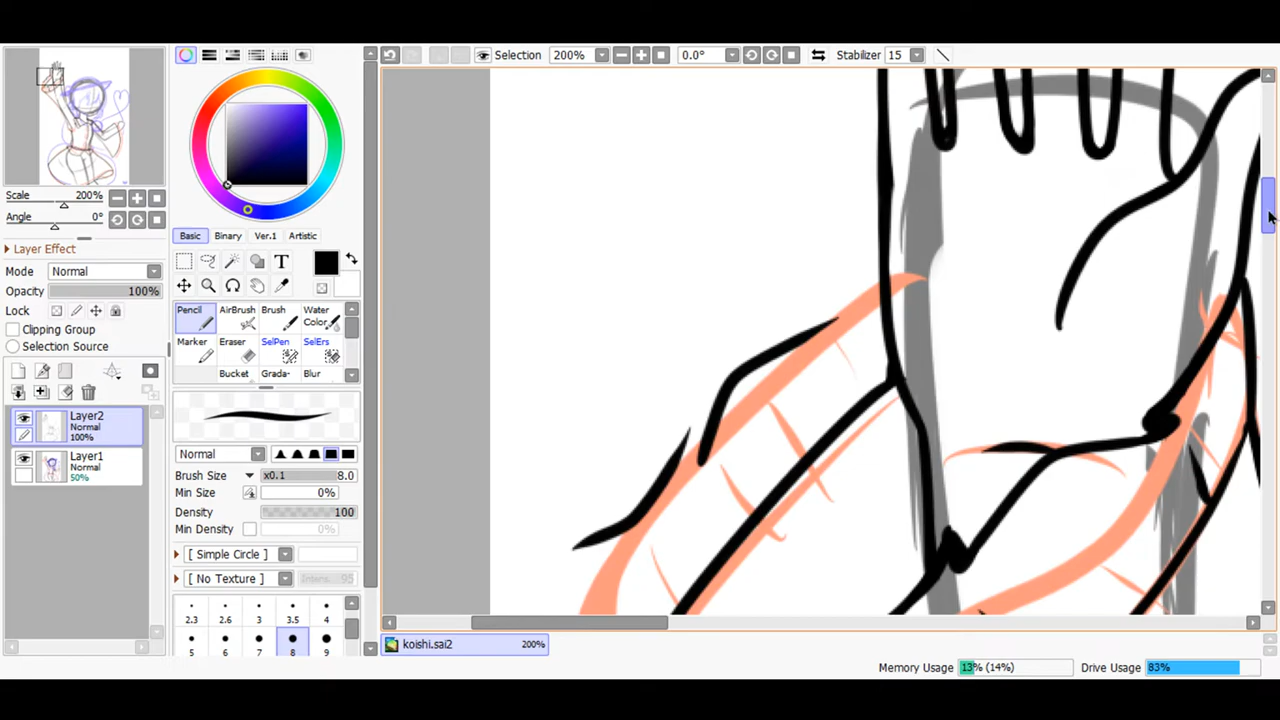 Selection 200% 0.0° Stabilizer 15
Scale 200%
Angle 0°
Layer Effect
Mode Normal
Opacity 100%
Lock
Clipping Group
Selection Source
Layer2
Normal
100%
Layer1
Normal
50%
Basic Binary Ver.1 Artistic
T
Pencil AirBrush Brush Water Color
Marker Eraser SelPen SelErs
Bucket Grada- Blur
Normal
Brush Size x0.1 8.0
Min Size 0%
Density 100
Min Density 0%
[ Simple Circle ]
[ No Texture ] Intens. 95
2.3 2.6 3 3.5 4
5 6 7 8 9
koishi.sai2 200%
Memory Usage 13% (14%) Drive Usage 83%